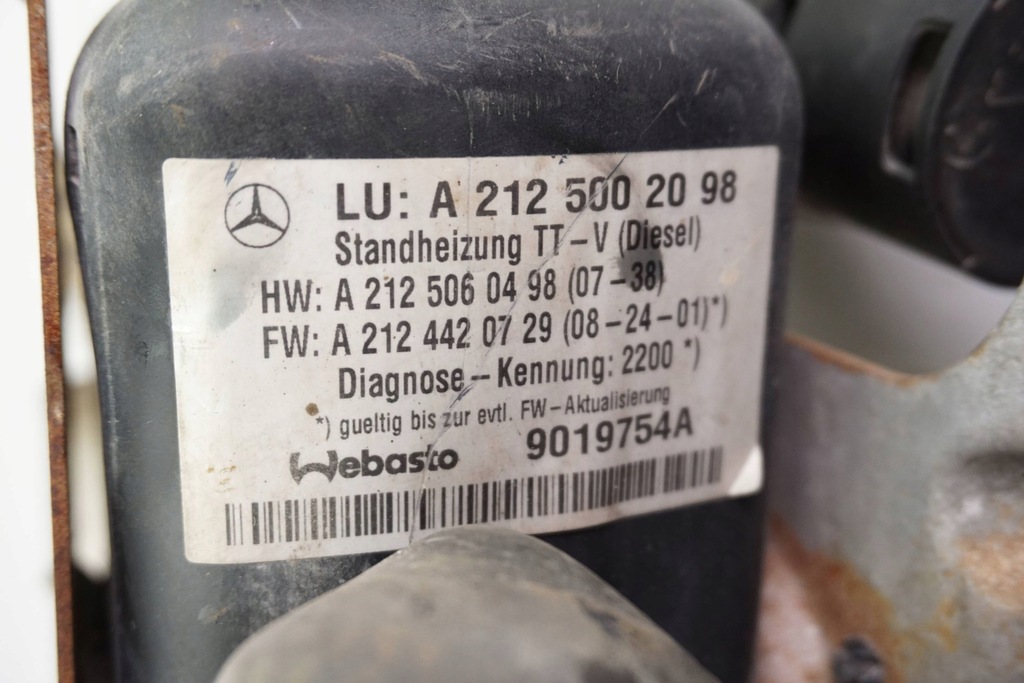 LU: A 212 500 20 98
Standheizung TT-V (Diesel)
HW: A 212 506 04 98 (07-38)
FW: A 212 442 07 29 (08-24-01)*)
Diagnose-Kennung: 2200 *)
*) gueltig bis zur evtl. FW-Aktualisierung
Webasto 9019754A